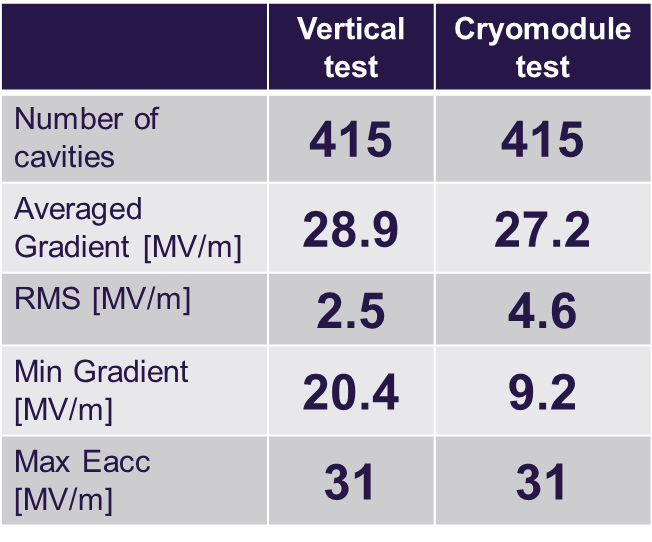 Vertical test
Cryomodule test
Number of cavities
415
415
Averaged Gradient [MV/m]
28.9
27.2
RMS [MV/m]
2.5
4.6
Min Gradient [MV/m]
20.4
9.2
Max Eacc [MV/m]
31
31